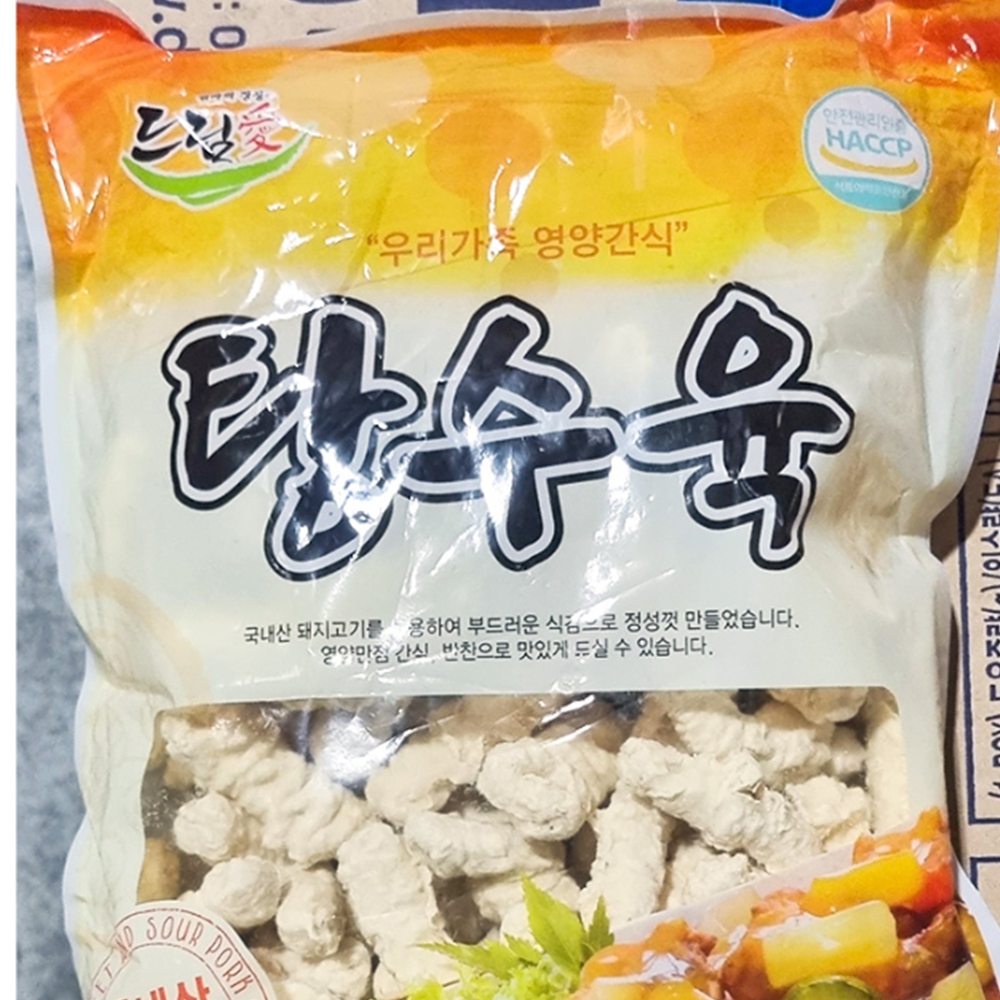 드림愛
안전관리인증
HACCP
“우리가족 영양간식”
탕수육
국내산 돼지고기를 사용하여 부드러운 식감으로 정성껏 만들었습니다.
영양만점 간식, 반찬으로 맛있게 드실 수 있습니다.
AND SOUR PORK